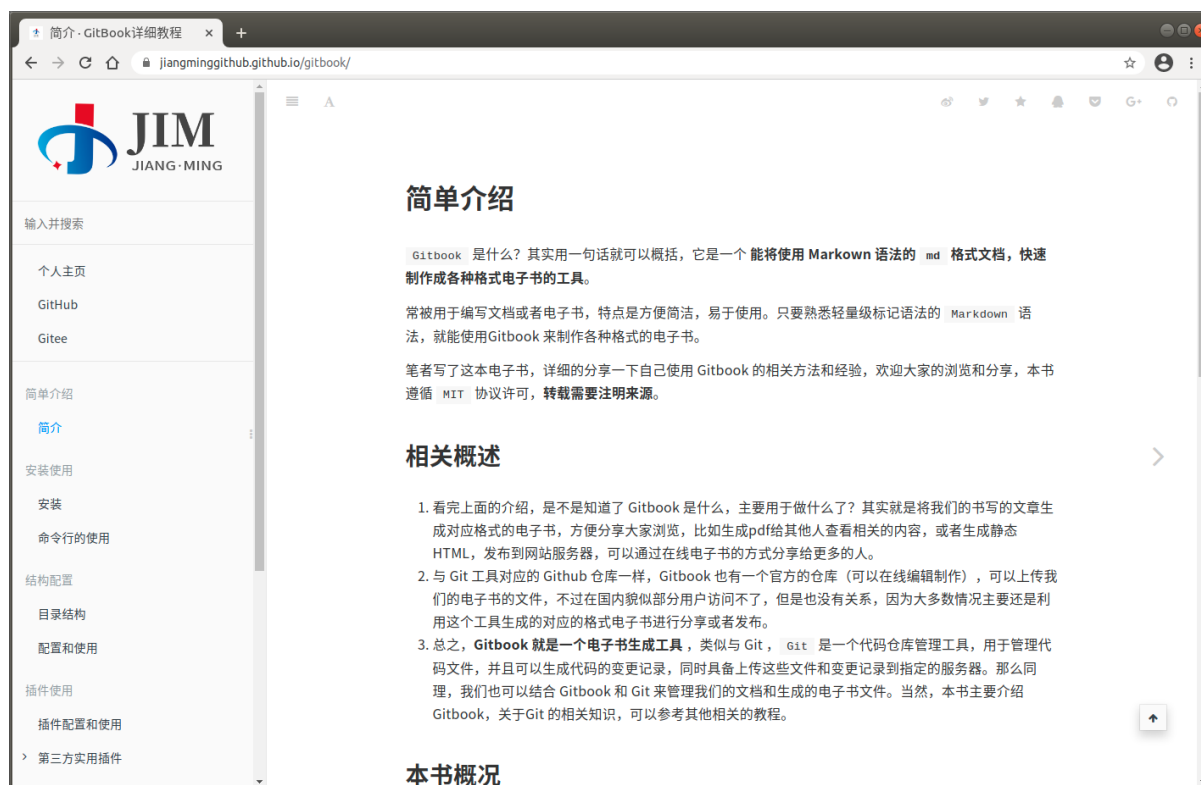 简介 · GitBook详细教程
jiangminggithub.github.io/gitbook/
JIM
JIANG·MING
输入并搜索
个人主页
GitHub
Gitee
简单介绍
简介
安装使用
安装
命令行的使用
结构配置
目录结构
配置和使用
插件使用
插件配置和使用
第三方实用插件
A
G+
简单介绍
Gitbook 是什么？其实用一句话就可以概括，它是一个 能将使用 Markown 语法的 md 格式文档，快速
制作成各种格式电子书的工具。
常被用于编写文档或者电子书，特点是方便简洁，易于使用。只要熟悉轻量级标记语法的 Markdown 语
法，就能使用Gitbook 来制作各种格式的电子书。
笔者写了这本电子书，详细的分享一下自己使用 Gitbook 的相关方法和经验，欢迎大家的浏览和分享，本书
遵循 MIT 协议许可，转载需要注明来源。
相关概述
1. 看完上面的介绍，是不是知道了 Gitbook 是什么，主要用于做什么了？其实就是将我们的书写的文章生
成对应格式的电子书，方便分享大家浏览，比如生成pdf给其他人查看相关的内容，或者生成静态
HTML，发布到网站服务器，可以通过在线电子书的方式分享给更多的人。
2. 与 Git 工具对应的 Github 仓库一样，Gitbook 也有一个官方的仓库（可以在线编辑制作），可以上传我
们的电子书的文件，不过在国内貌似部分用户访问不了，但是也没有关系，因为大多数情况主要还是利
用这个工具生成的对应的格式电子书进行分享或者发布。
3. 总之，Gitbook 就是一个电子书生成工具 ，类似与 Git ， Git 是一个代码仓库管理工具，用于管理代
码文件，并且可以生成代码的变更记录，同时具备上传这些文件和变更记录到指定的服务器。那么同
理，我们也可以结合 Gitbook 和 Git 来管理我们的文档和生成的电子书文件。当然，本书主要介绍
Gitbook，关于Git 的相关知识，可以参考其他相关的教程。
本书概况